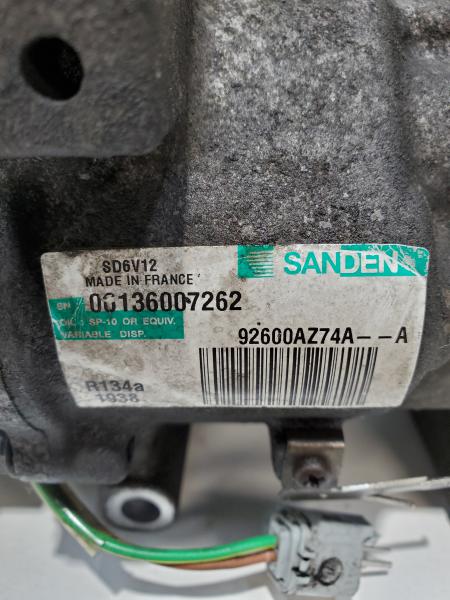 SD6V12
SANDEN
MADE IN FRANCE
SN 06136007262
OIL : SP-10 OR EQUIV.
VARIABLE DISP.
92600AZ74A--A
R134a
1938